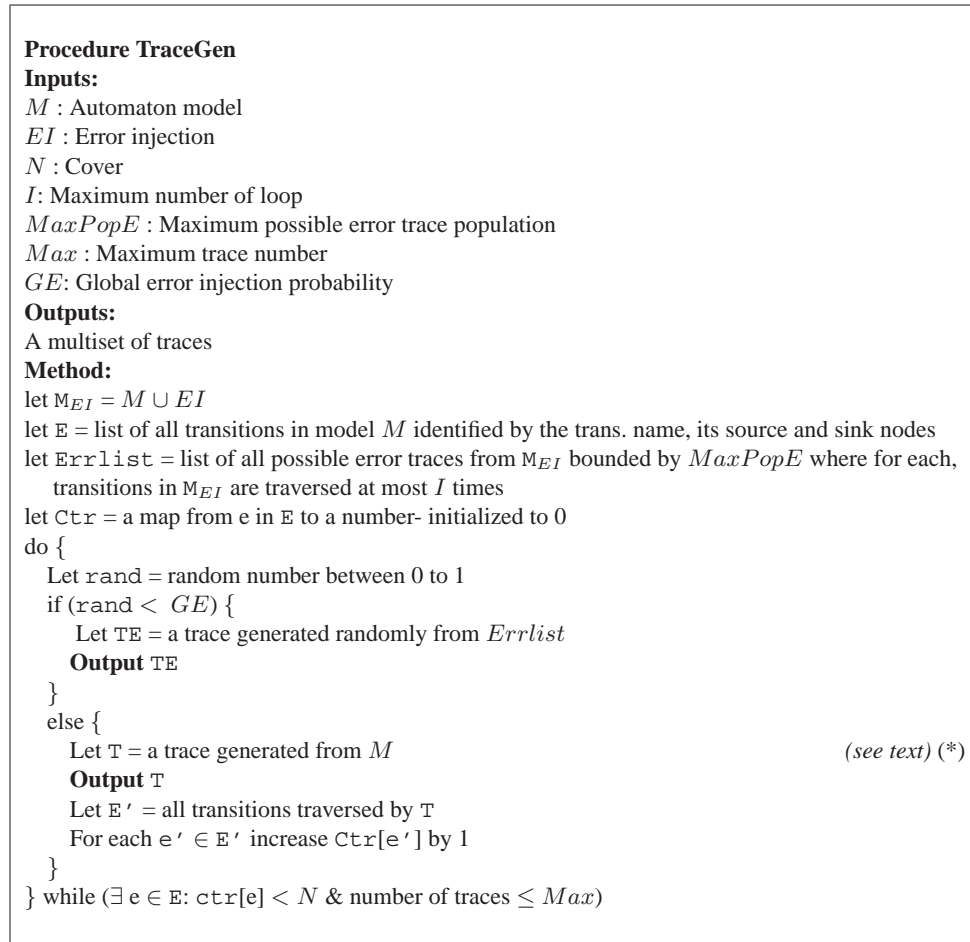 Procedure TraceGen
Inputs:
M : Automaton model
EI : Error injection
N : Cover
I: Maximum number of loop
MaxPopE : Maximum possible error trace population
Max : Maximum trace number
GE: Global error injection probability
Outputs:
A multiset of traces
Method:
let M_EI = M ∪ EI
let E = list of all transitions in model M identified by the trans. name, its source and sink nodes
let Errlist = list of all possible error traces from M_EI bounded by MaxPopE where for each,
transitions in M_EI are traversed at most I times
let Ctr = a map from e in E to a number- initialized to 0
do {
Let rand = random number between 0 to 1
if (rand < GE) {
Let TE = a trace generated randomly from Errlist
Output TE
}
else {
Let T = a trace generated from M (see text) (*)
Output T
Let E' = all transitions traversed by T
For each e' ∈ E' increase Ctr[e'] by 1
}
} while (∃ e ∈ E: ctr[e] < N & number of traces ≤ Max)